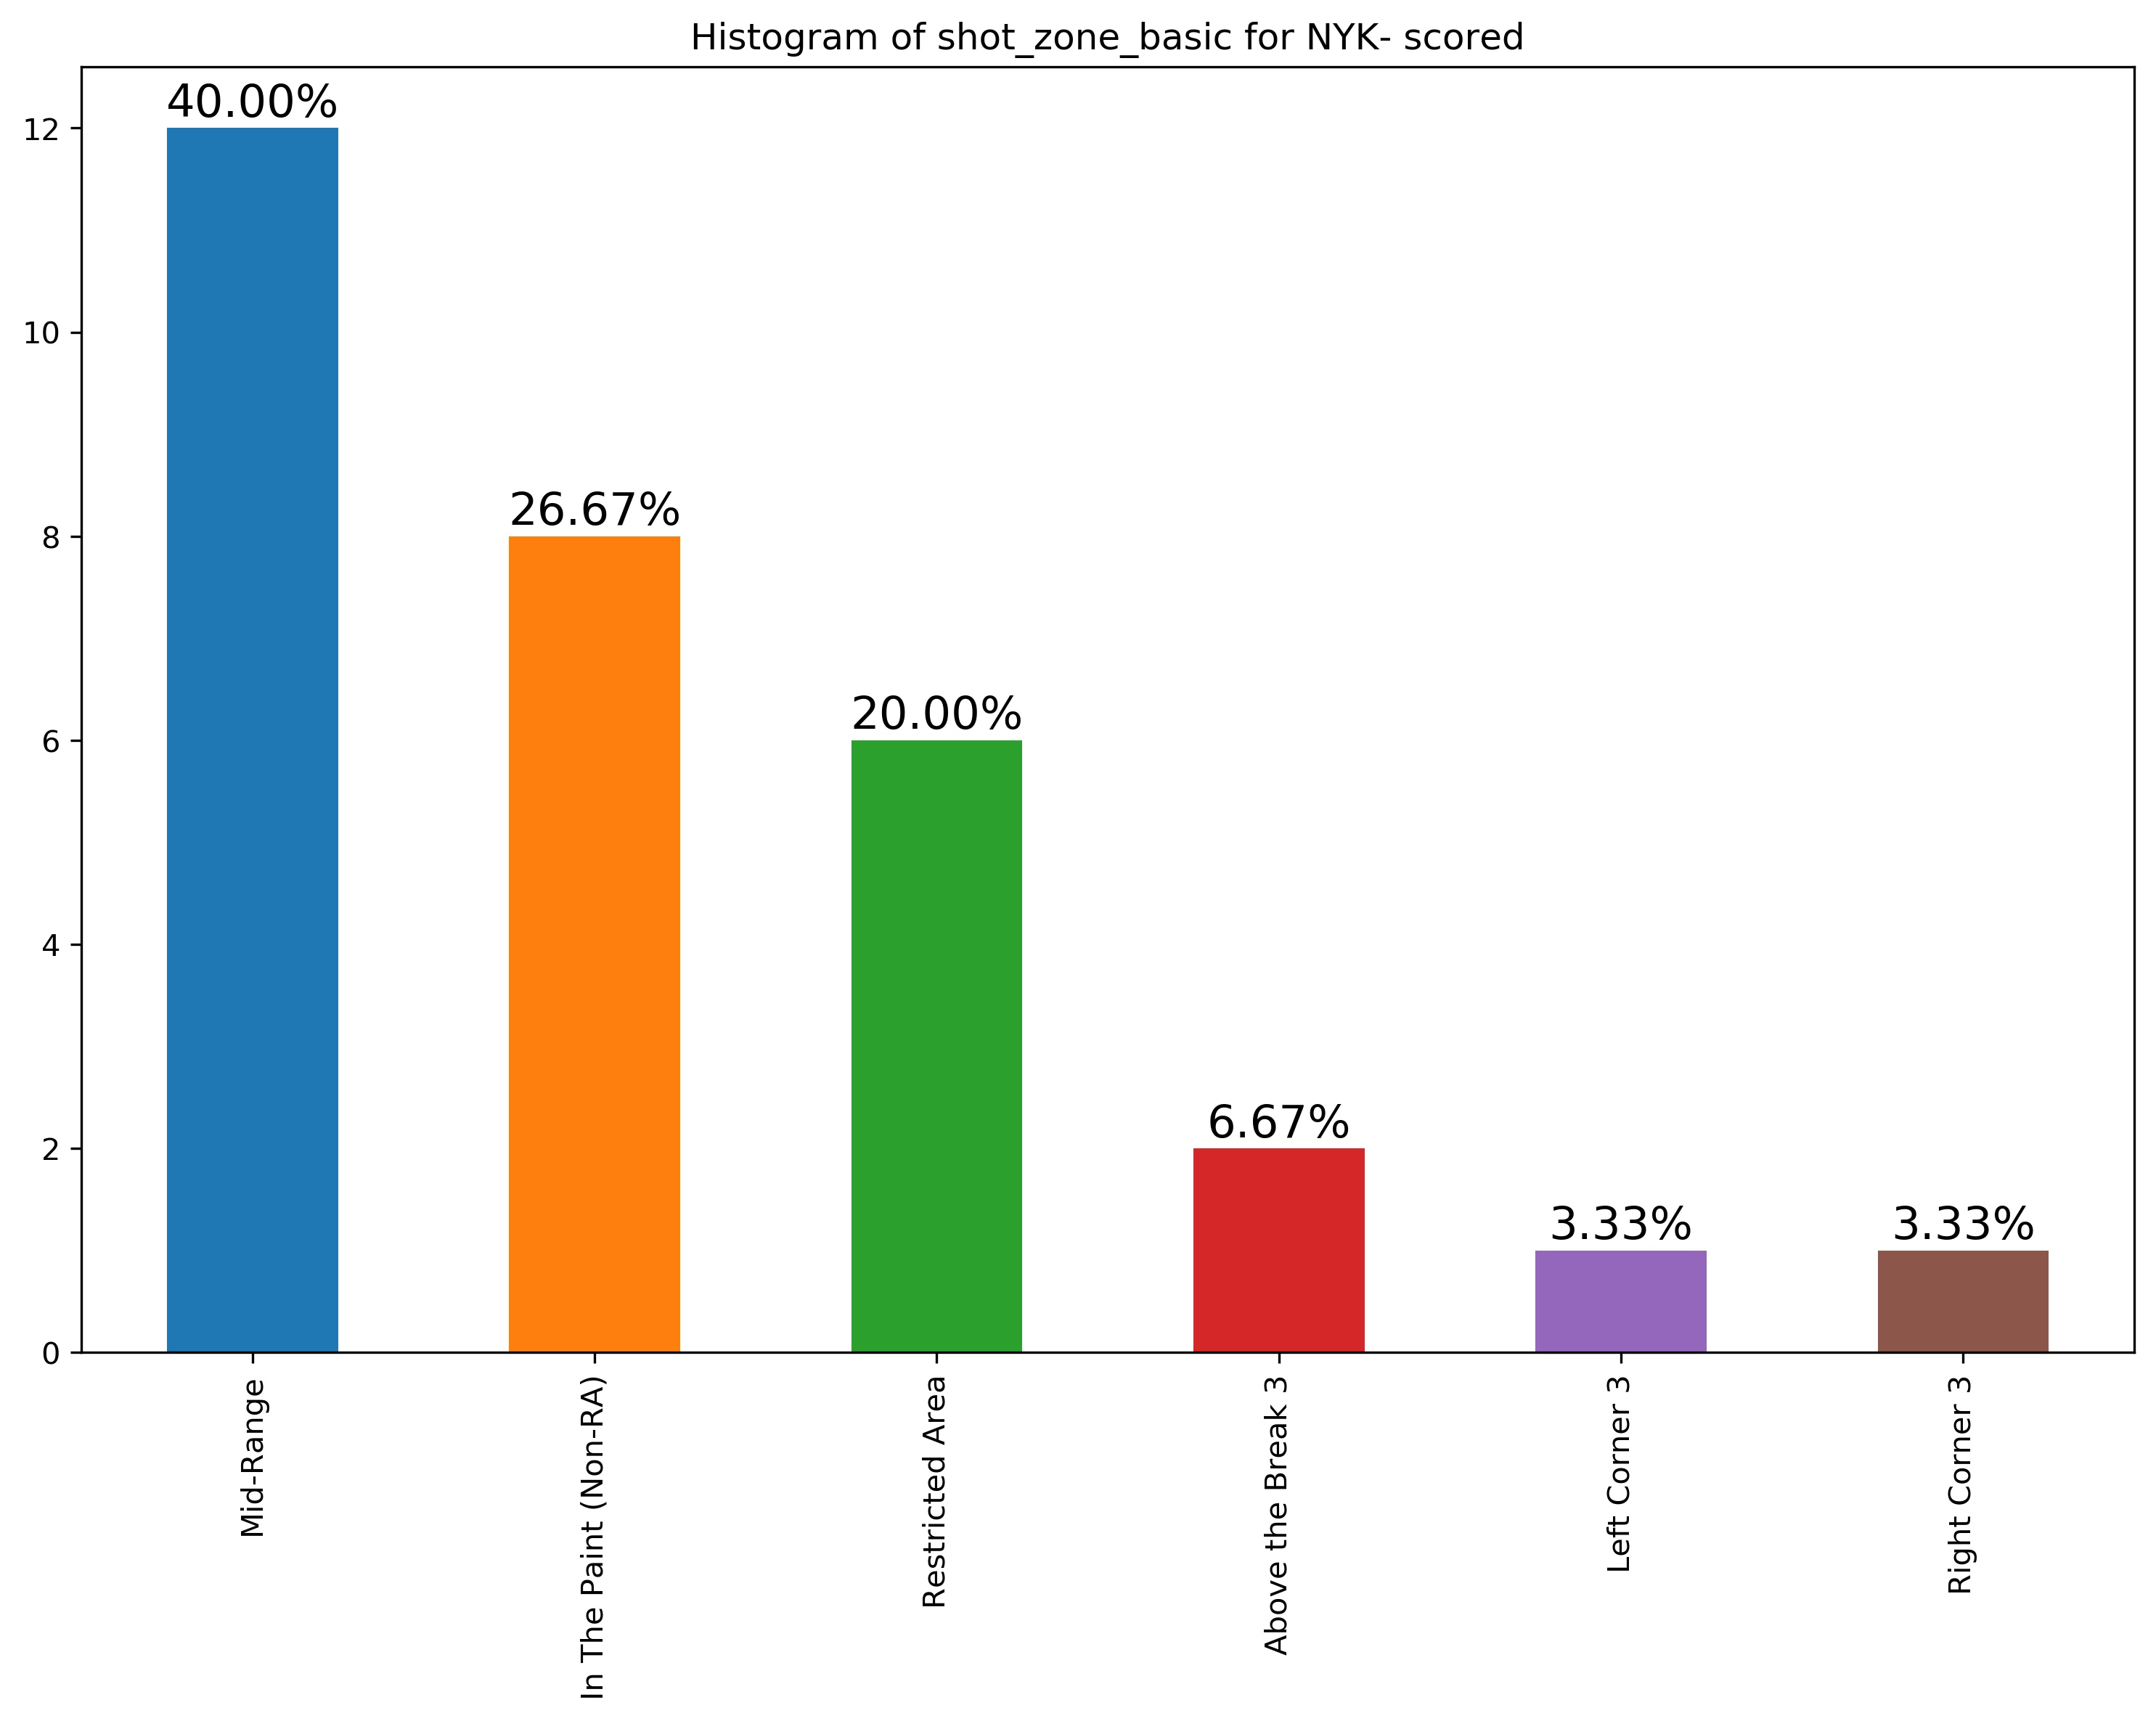 Histogram of shot_zone_basic for NYK- scored
40.00%
26.67%
20.00%
6.67%
3.33%
3.33%
12
10
8
6
4
2
0
Mid-Range
In The Paint (Non-RA)
Restricted Area
Above the Break 3
Left Corner 3
Right Corner 3